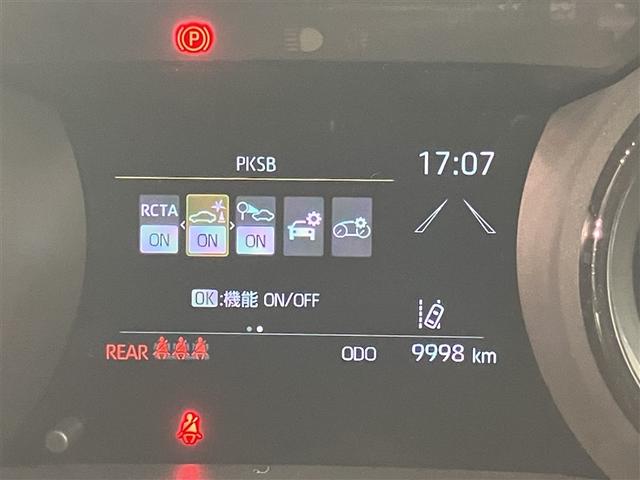 P
PKSB
17:07
RCTA
ON
ON
ON
OK:機能 ON/OFF
REAR
ODO 9998 km